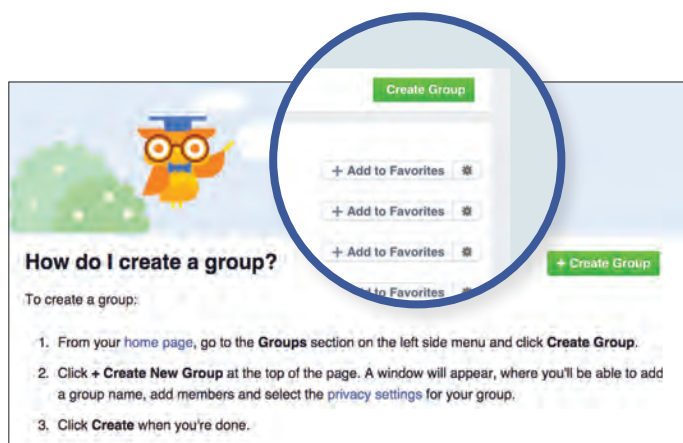 Create Group
+ Add to Favorites
+ Add to Favorites
+ Add to Favorites
Add to Favorites
How do I create a group?
+ Create Group
To create a group:
1. From your home page, go to the Groups section on the left side menu and click Create Group.
2. Click + Create New Group at the top of the page. A window will appear, where you'll be able to add
a group name, add members and select the privacy settings for your group.
3. Click Create when you're done.